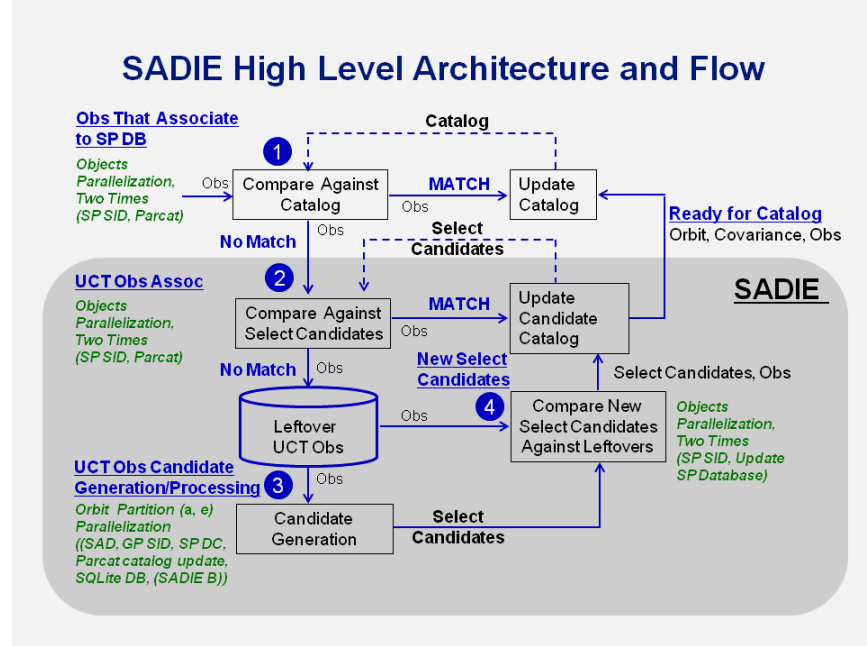 SADIE High Level Architecture and Flow
Obs That Associate
to SP DB
Objects
Parallelization,
Two Times
(SP SID, Parcat)
Obs
1
Compare Against
Catalog
Catalog
MATCH
Obs
Update
Catalog
Ready for Catalog
Orbit, Covariance, Obs
No Match
Obs
Select
Candidates
SADIE
UCT Obs Assoc
Objects
Parallelization,
Two Times
(SP SID, Parcat)
2
Compare Against
Select Candidates
MATCH
Obs
Update
Candidate
Catalog
No Match
Obs
New Select
Candidates
Select Candidates, Obs
Leftover
UCT Obs
Obs
4
Compare New
Select Candidates
Against Leftovers
Objects
Parallelization,
Two Times
(SP SID, Update
SP Database)
UCT Obs Candidate
Generation/Processing
3
Obs
Orbit Partition (a, e)
Parallelization
((SAD, GP SID, SP DC,
Parcat catalog update,
SQLite DB, (SADIE B))
Candidate
Generation
Select
Candidates